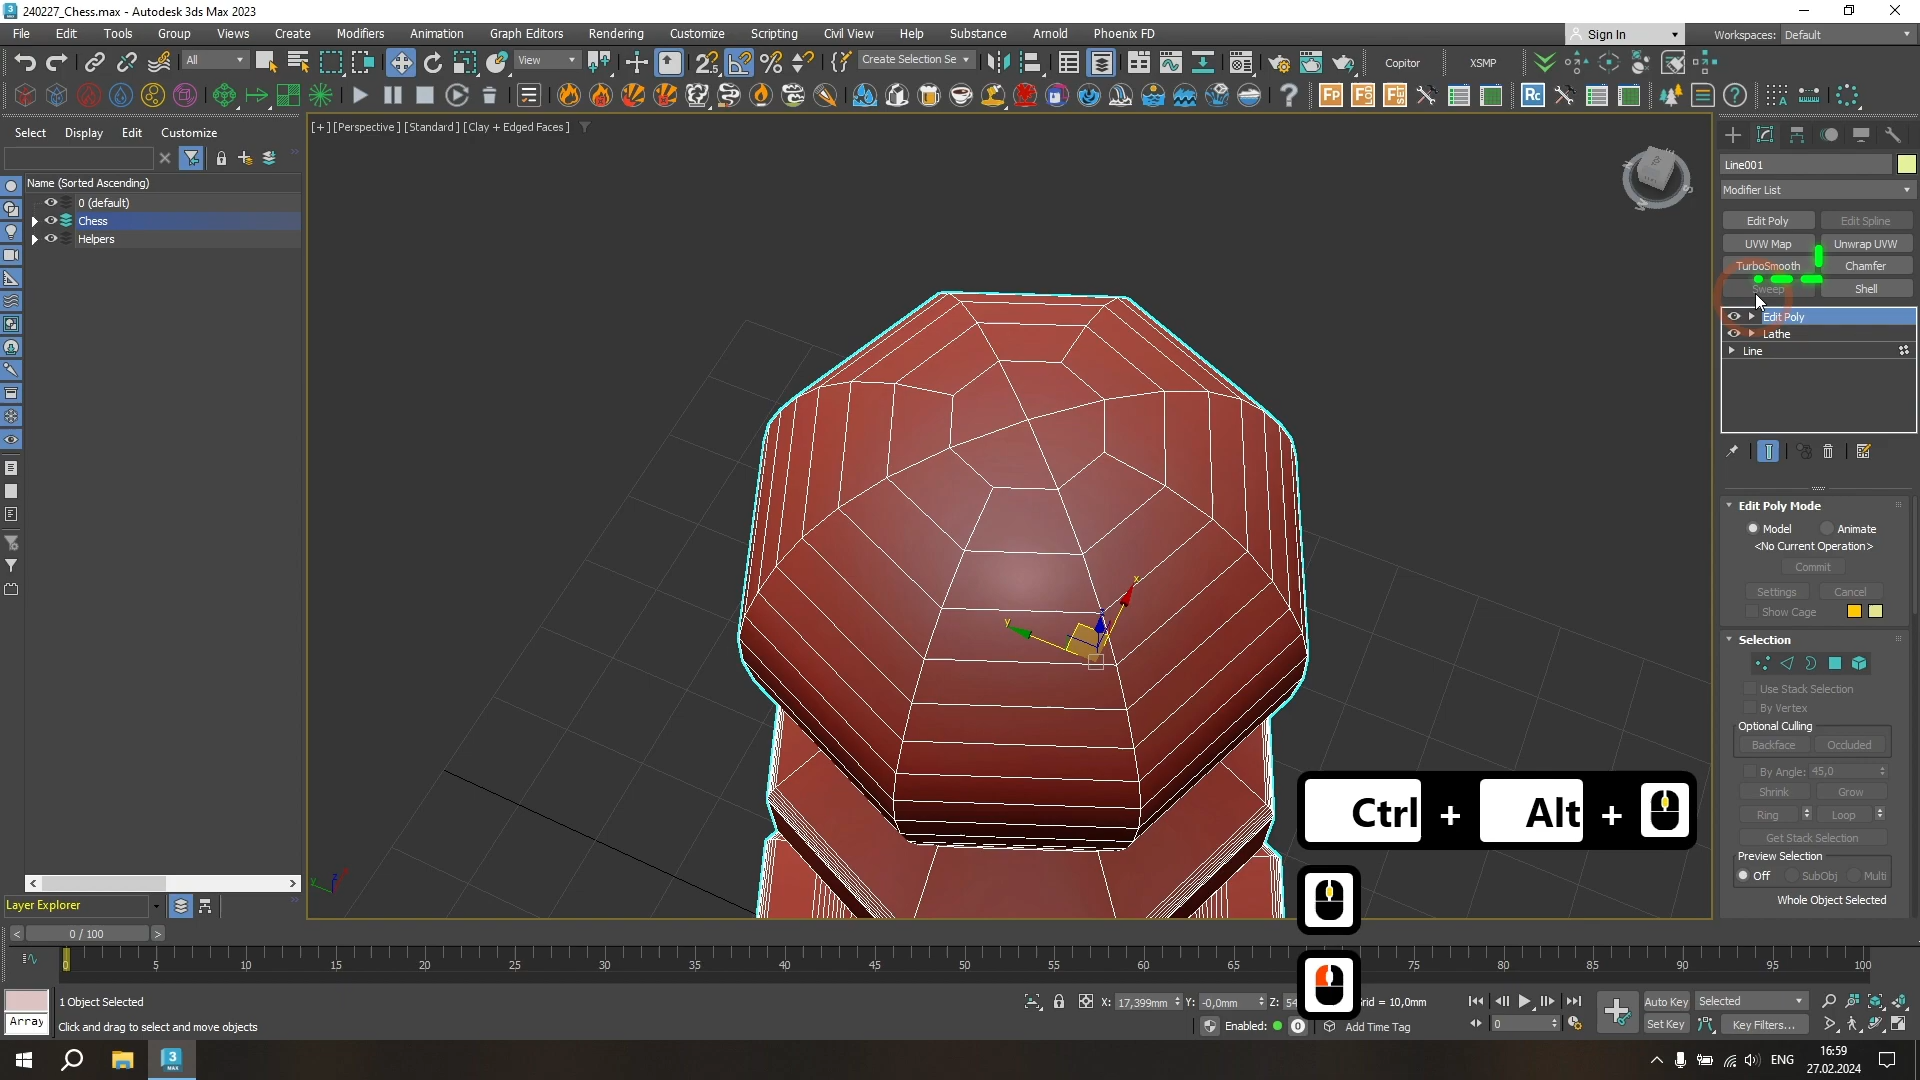 240227_Chess.max - Autodesk 3ds Max 2023
File Edit Tools Group Views Create Modifiers Animation Graph Editors Rendering Customize Scripting Civil View Help Substance Arnold Phoenix FD
Sign In Workspaces: Default
All View Create Selection Se Copitor XSMP
Select Display Edit Customize
[+] [Perspective] [Standard] [Clay + Edged Faces]
Name (Sorted Ascending)
0 (default)
Chess
Helpers
Line001
Modifier List
Edit Poly Edit Spline
UVW Map Unwrap UVW
TurboSmooth Chamfer
Sweep Shell
Edit Poly
Lathe
Line
Edit Poly Mode
Model Animate
<No Current Operation>
Commit
Settings Cancel
Show Cage
Selection
Use Stack Selection
By Vertex
Optional Culling
Backface Occluded
By Angle: 45,0
Shrink Grow
Ring Loop
Get Stack Selection
Preview Selection
Off SubObj Multi
Whole Object Selected
x
y
Ctrl + Alt +
Layer Explorer
0 / 100
0 5 10 15 20 25 30 35 40 45 50 55 60 65 75 80 85 90 95 100
1 Object Selected
Click and drag to select and move objects
Array
X: 17,399mm Y: -0,0mm Z: 54 rid = 10,0mm
Enabled: 0 Add Time Tag
Auto Key Selected
0 Set Key Key Filters...
ENG
16:59
27.02.2024